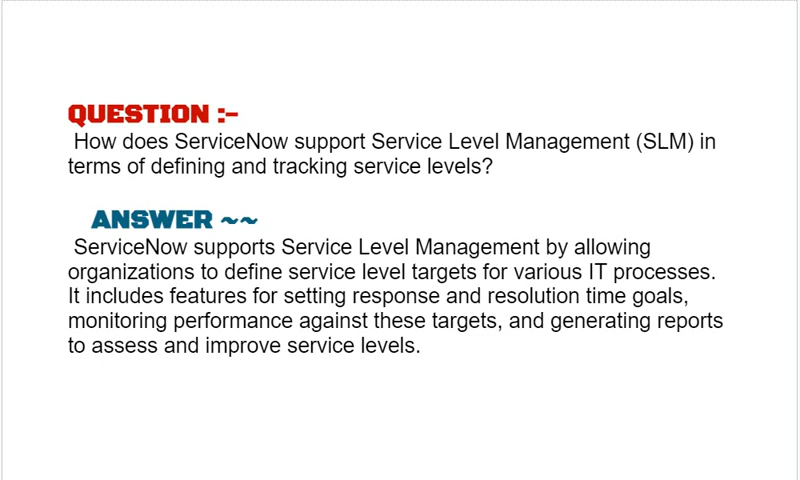 QUESTION :-
How does ServiceNow support Service Level Management (SLM) in
terms of defining and tracking service levels?
ANSWER ~~
ServiceNow supports Service Level Management by allowing
organizations to define service level targets for various IT processes.
It includes features for setting response and resolution time goals,
monitoring performance against these targets, and generating reports
to assess and improve service levels.